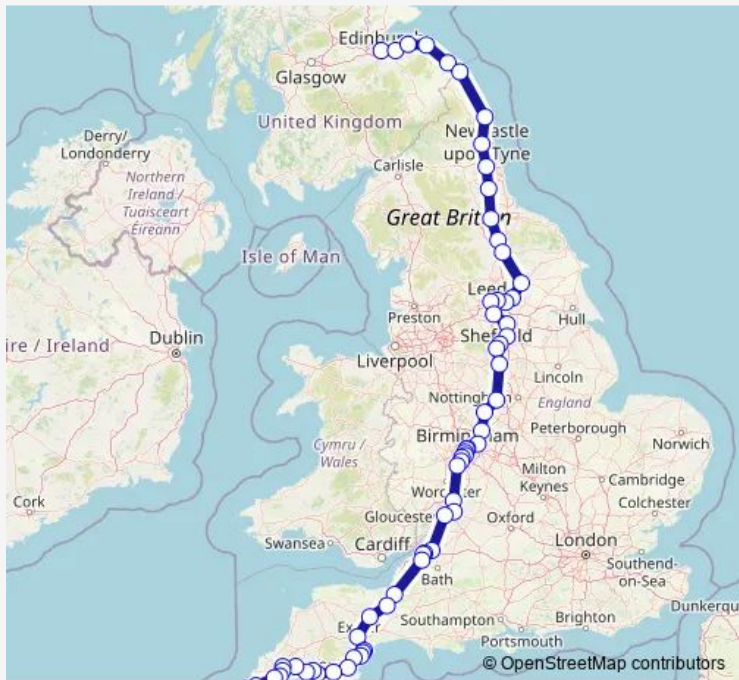 Edinburgh
Glasgow
United Kingdom
Derry/
Londonderry
Newcastle
upon Tyne
Carlisle
Northern
Ireland /
Tuaisceart
Éireann
Great Britain
Isle of Man
Leeds
Preston
Hull
Sheffield
Dublin
ire / Ireland
Liverpool
Lincoln
Nottingham
England
Birmingham
Peterborough
Norwich
Cymru /
Wales
Milton
Keynes
Cambridge
Worcester
Colchester
Cork
Gloucester
Oxford
Swansea
Cardiff
London
Southend-
on-Sea
Bath
Dunkerqu
Exeter
Southampton
Brighton
Portsmouth
© OpenStreetMap contributors